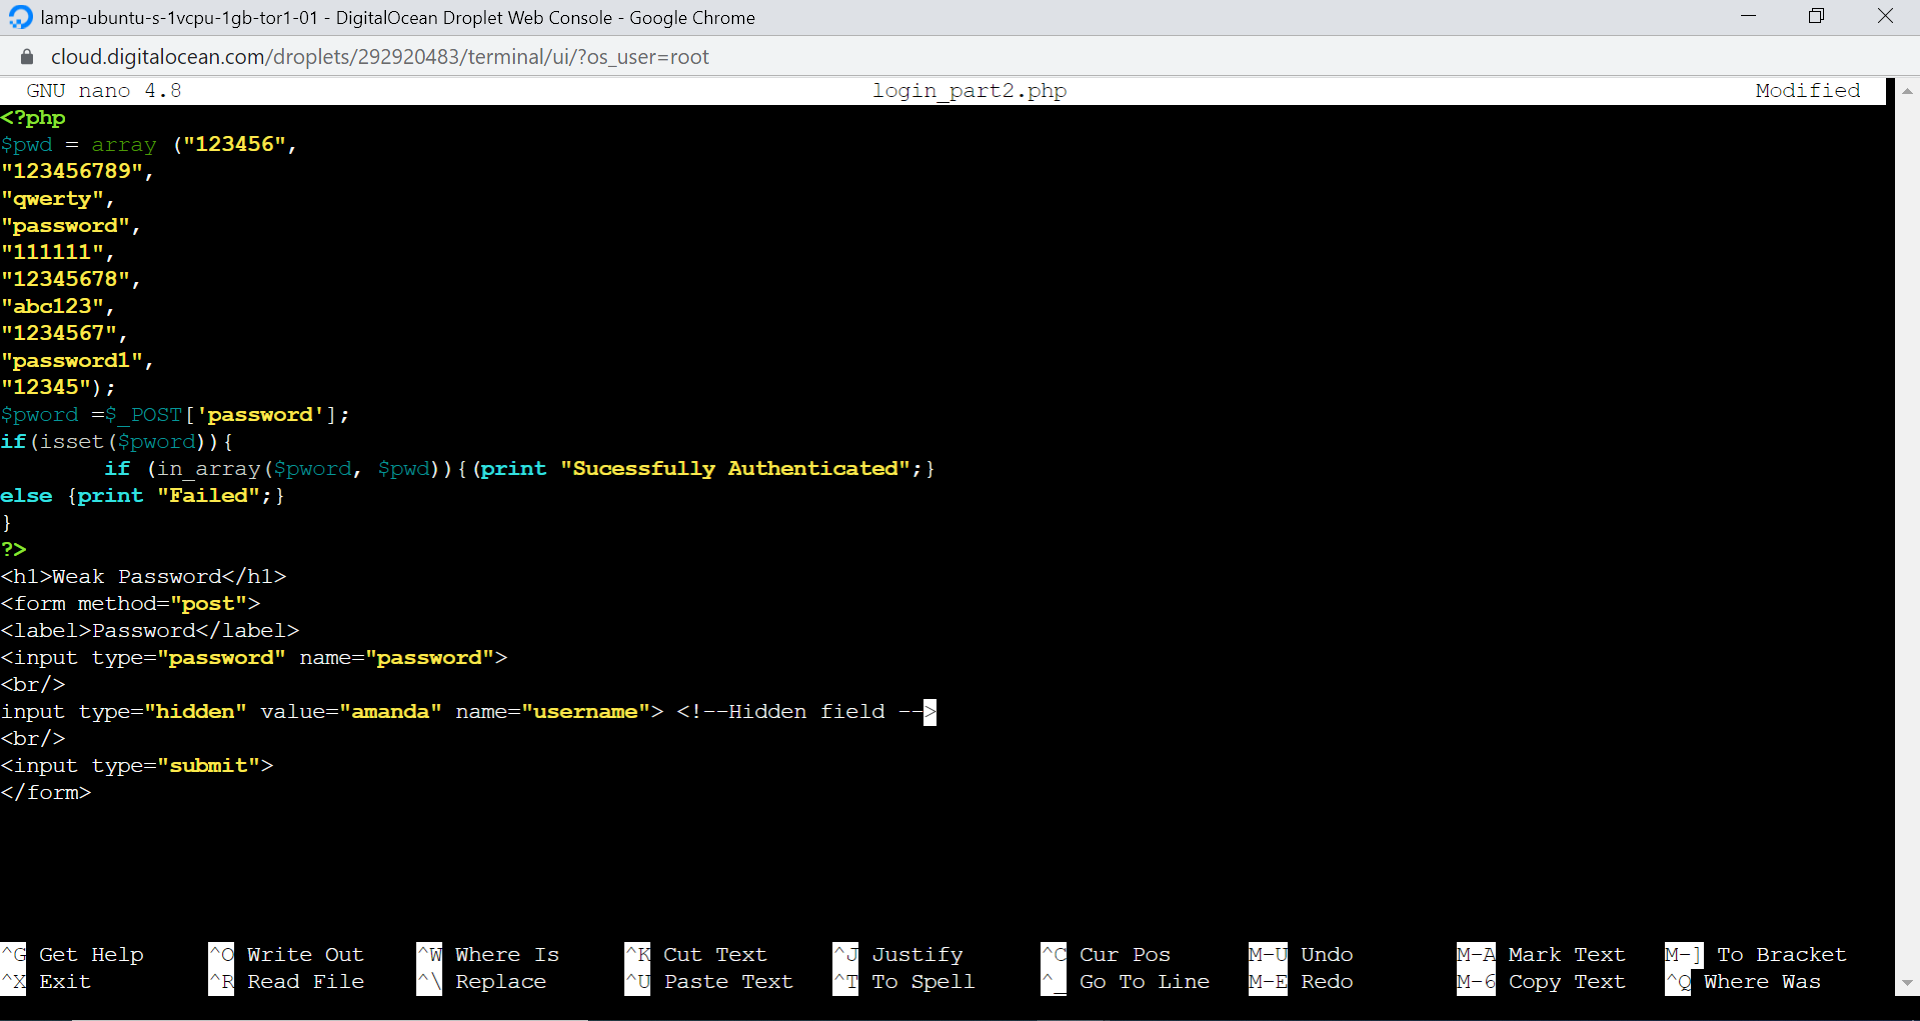 lamp-ubuntu-s-1vcpu-1gb-tor1-01 - DigitalOcean Droplet Web Console - Google Chrome
cloud.digitalocean.com/droplets/292920483/terminal/ui/?os_user=root
GNU nano 4.8 login_part2.php Modified
<?php
$pwd = array ("123456",
"123456789",
"qwerty",
"password",
"111111",
"12345678",
"abc123",
"1234567",
"password1",
"12345");
$pword =$_POST['password'];
if(isset($pword)){
        if (in_array($pword, $pwd)){(print "Sucessfully Authenticated";}
else {print "Failed";}
}
?>
<h1>Weak Password</h1>
<form method="post">
<label>Password</label>
<input type="password" name="password">
<br/>
input type="hidden" value="amanda" name="username"> <!--Hidden field -->
<br/>
<input type="submit">
</form>
^G Get Help ^O Write Out ^W Where Is ^K Cut Text ^J Justify ^C Cur Pos M-U Undo M-A Mark Text M-] To Bracket
^X Exit ^R Read File ^\ Replace ^U Paste Text ^T To Spell ^_ Go To Line M-E Redo M-6 Copy Text ^Q Where Was